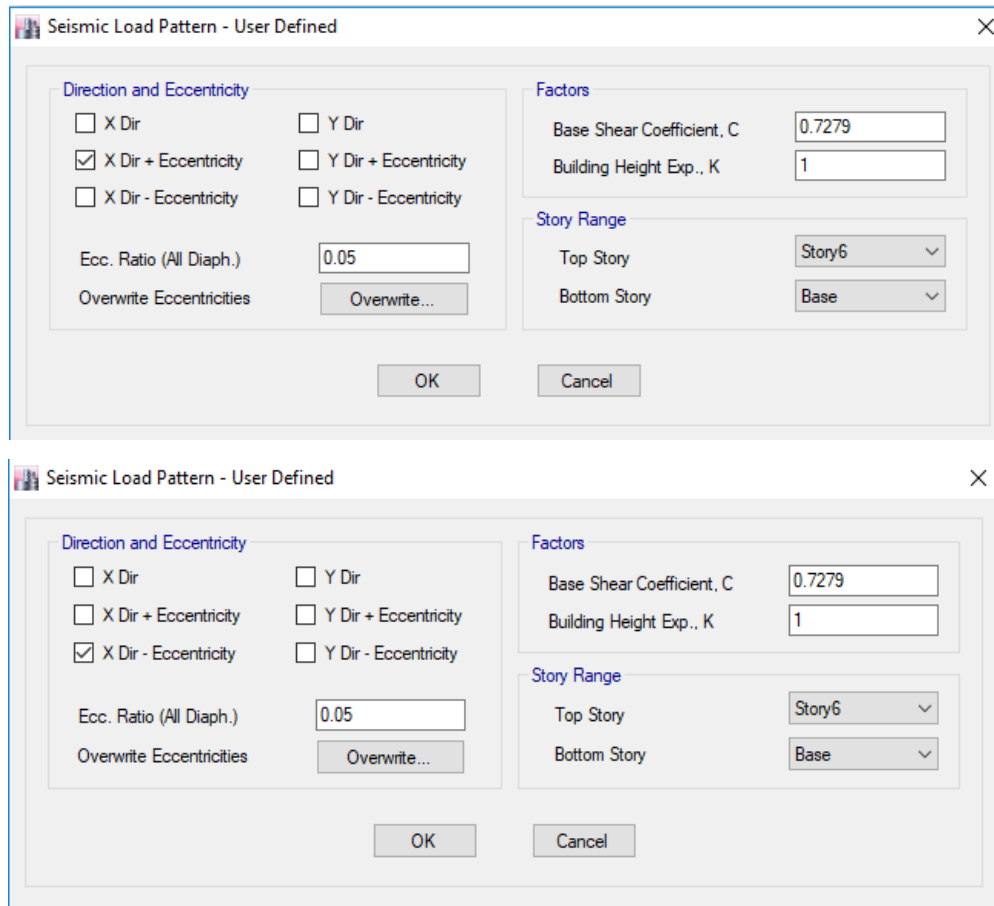 Seismic Load Pattern - User Defined
Direction and Eccentricity
X Dir
Y Dir
X Dir + Eccentricity
Y Dir + Eccentricity
X Dir - Eccentricity
Y Dir - Eccentricity
Ecc. Ratio (All Diaph.)
0.05
Overwrite Eccentricities
Overwrite...
Factors
Base Shear Coefficient, C
0.7279
Building Height Exp., K
1
Story Range
Top Story
Story6
Bottom Story
Base
OK
Cancel
Seismic Load Pattern - User Defined
Direction and Eccentricity
X Dir
Y Dir
X Dir + Eccentricity
Y Dir + Eccentricity
X Dir - Eccentricity
Y Dir - Eccentricity
Ecc. Ratio (All Diaph.)
0.05
Overwrite Eccentricities
Overwrite...
Factors
Base Shear Coefficient, C
0.7279
Building Height Exp., K
1
Story Range
Top Story
Story6
Bottom Story
Base
OK
Cancel